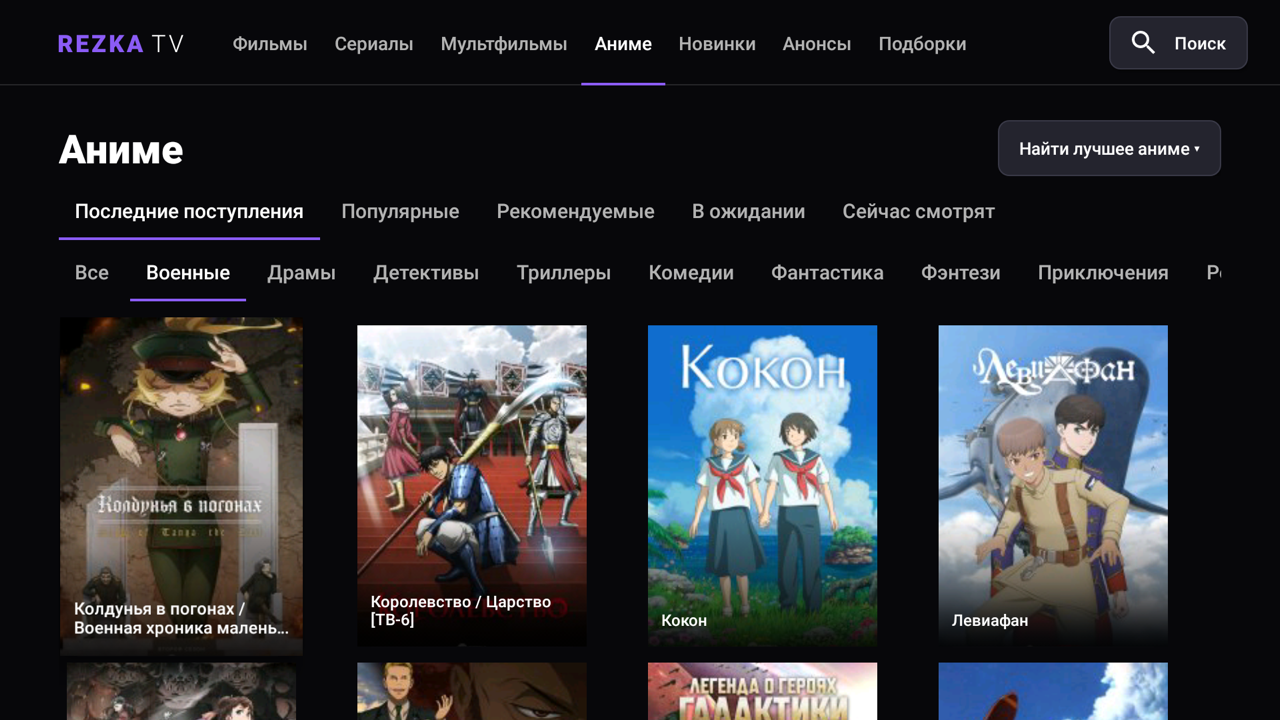 REZKA TV
Фильмы
Сериалы
Мультфильмы
Аниме
Новинки
Анонсы
Подборки
Поиск
Аниме
Найти лучшее аниме ▾
Последние поступления
Популярные
Рекомендуемые
В ожидании
Сейчас смотрят
Все
Военные
Драмы
Детективы
Триллеры
Комедии
Фантастика
Фэнтези
Приключения
Колдунья в погонах
Колдунья в погонах /
Военная хроника малень...
Королевство / Царство
[ТВ-6]
Кокон
Кокон
Левиафан
Левиафан
ЛЕГЕНДА О ГЕРОЯХ
ГАЛАКТИКИ